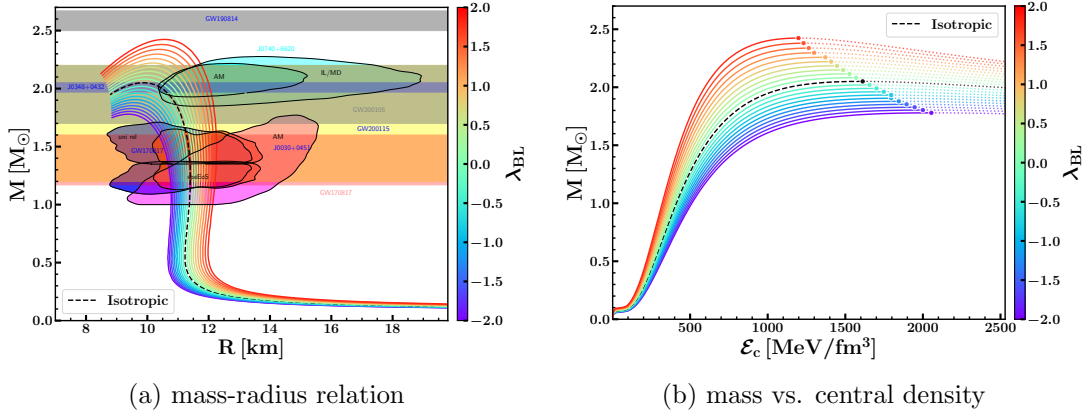 GW190814
J0740+6620
AM
IL/MD
J0348+0432
GW200105
GW200115
uni rel
AM
GW170817
J0030+0451
GW170817
Isotropic
M [M⊙]
0.0
0.5
1.0
1.5
2.0
2.5
8
10
12
14
16
18
R [km]
2.0
1.5
1.0
0.5
0.0
−0.5
−1.0
−1.5
−2.0
λBL
(a) mass-radius relation
Isotropic
M [M⊙]
0.0
0.5
1.0
1.5
2.0
2.5
500
1000
1500
2000
2500
ℰc [MeV/fm³]
2.0
1.5
1.0
0.5
0.0
−0.5
−1.0
−1.5
−2.0
λBL
(b) mass vs. central density